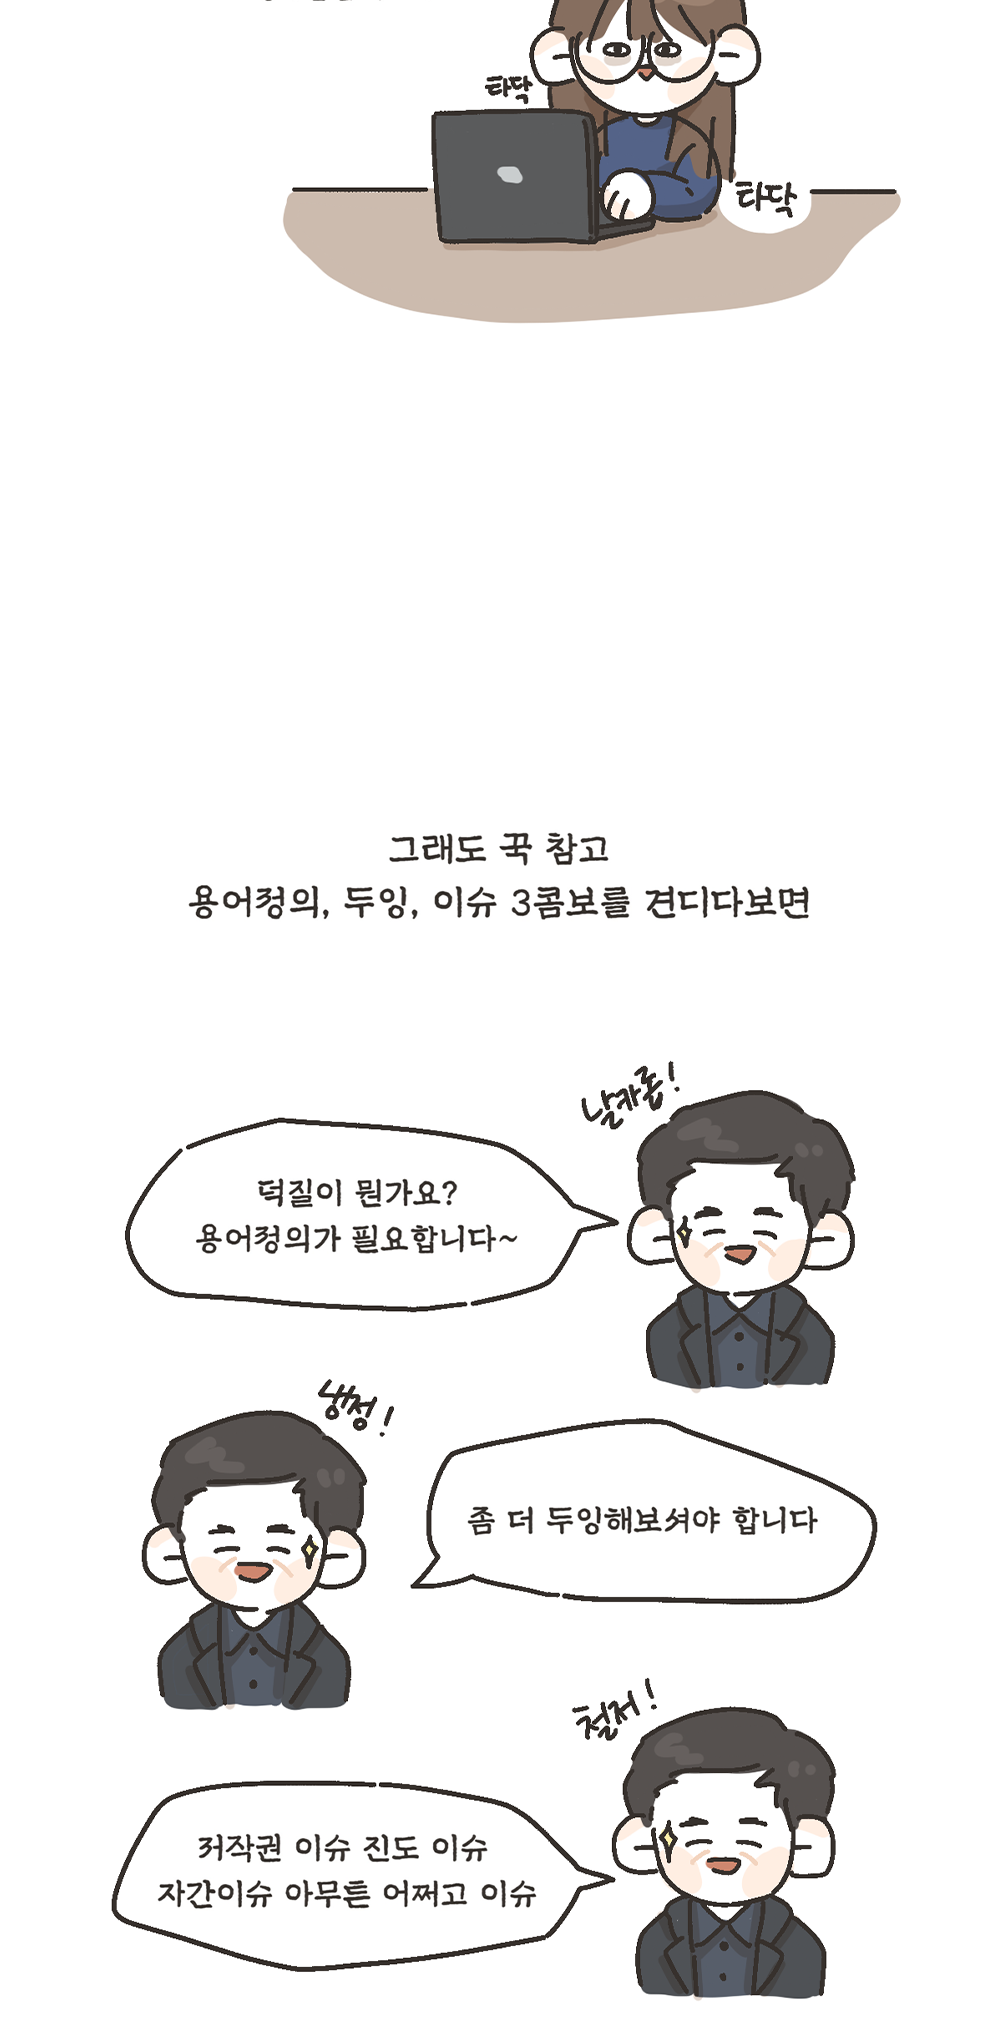 타닥
타닥
그래도 꾹 참고
용어정의, 두잉, 이슈 3콤보를 견디다보면
날카롭!
덕질이 뭔가요?
용어정의가 필요합니다~
냉정!
좀 더 두잉해보셔야 합니다
철저!
저작권 이슈 진도 이슈
자간이슈 아무튼 어쩌고 이슈